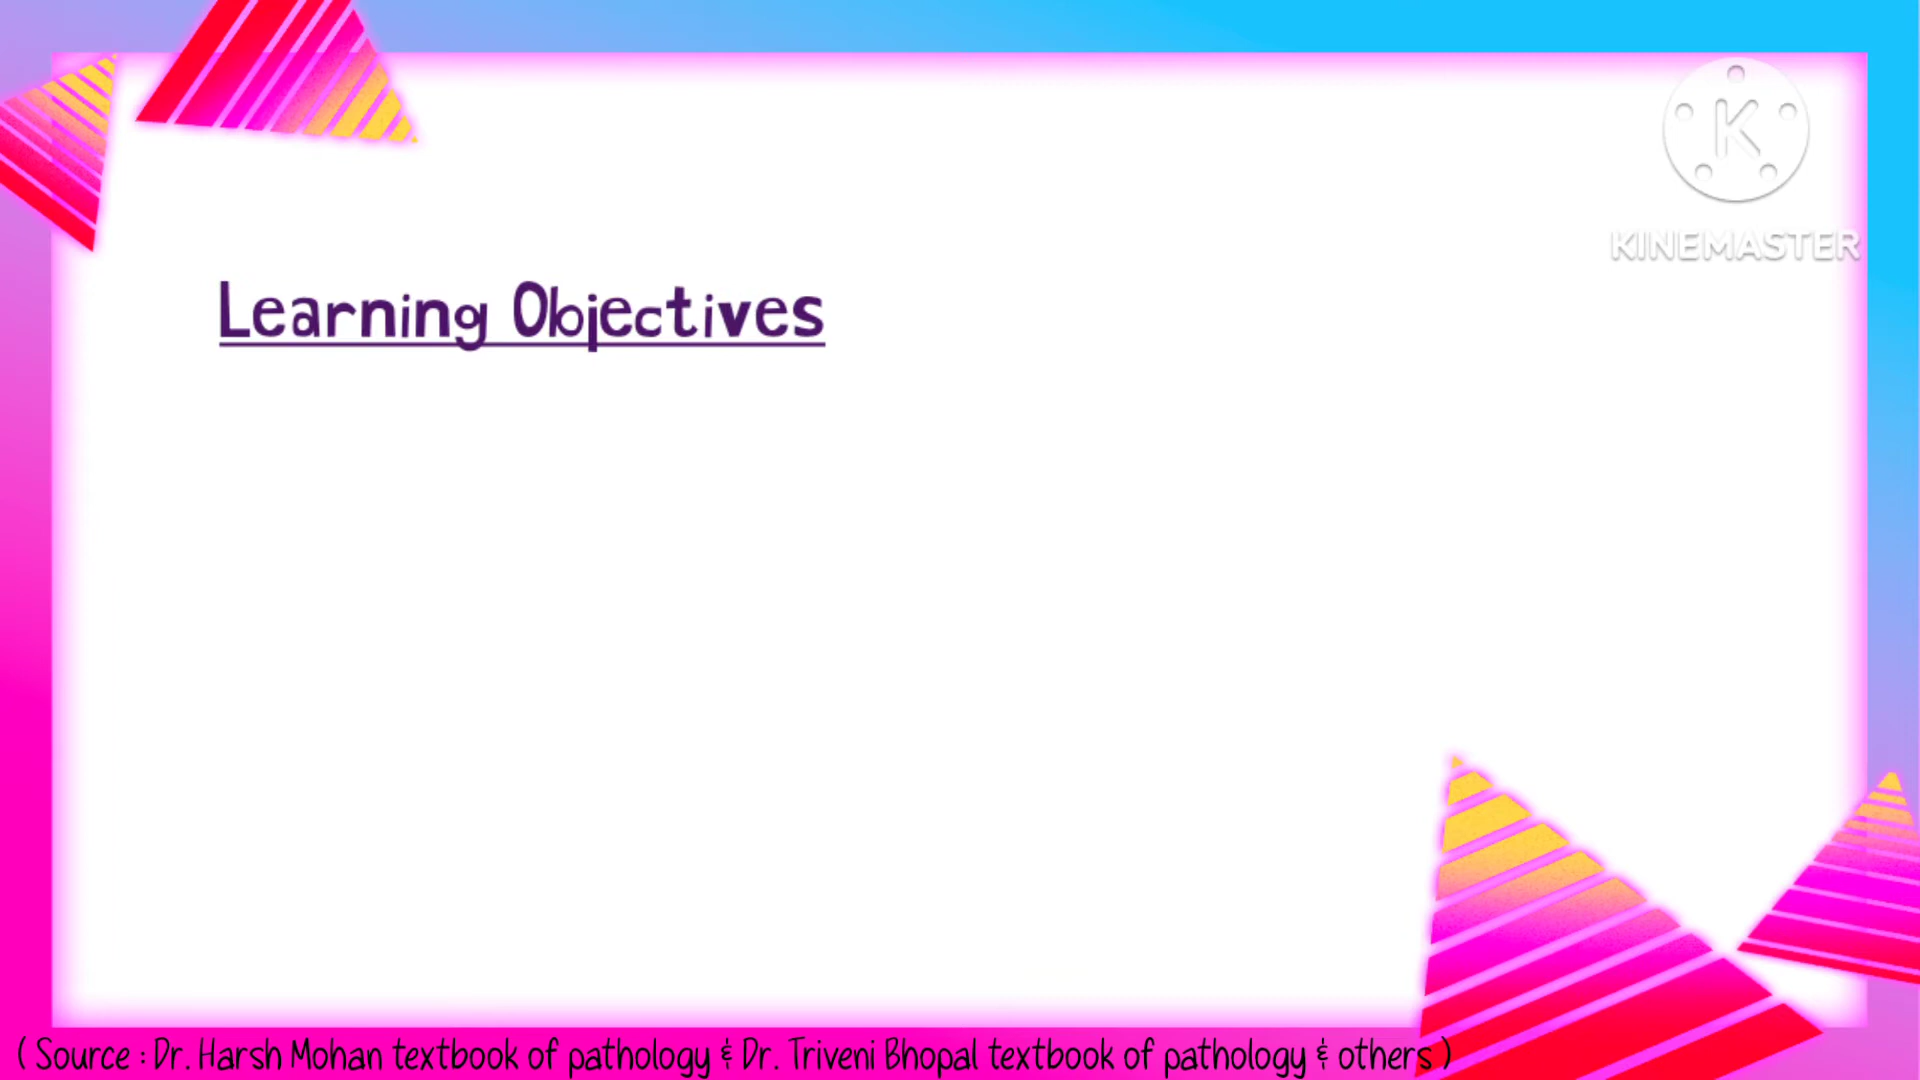 K
KINEMASTER
Learning Objectives
( Source : Dr. Harsh Mohan textbook of pathology & Dr. Triveni Bhopal textbook of pathology & others )